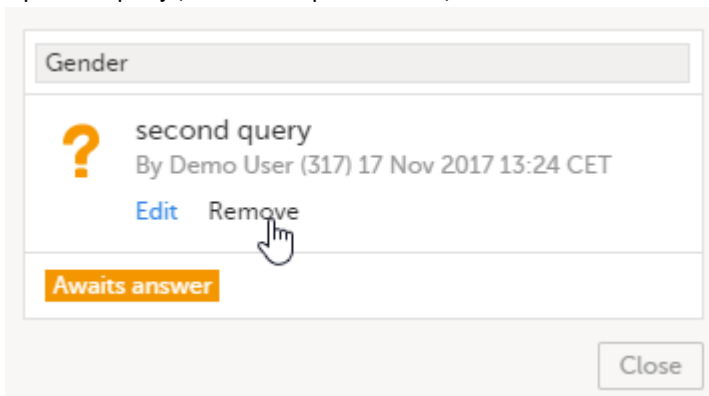 Gender
second query
By Demo User (317) 17 Nov 2017 13:24 CET
Edit Remove
Awaits answer
Close